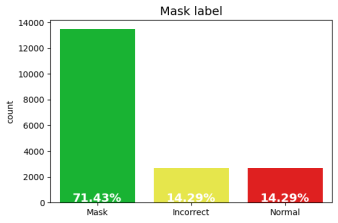 Mask label
14000
12000
10000
8000
6000
4000
2000
0
count
71.43%
14.29%
14.29%
Mask
Incorrect
Normal